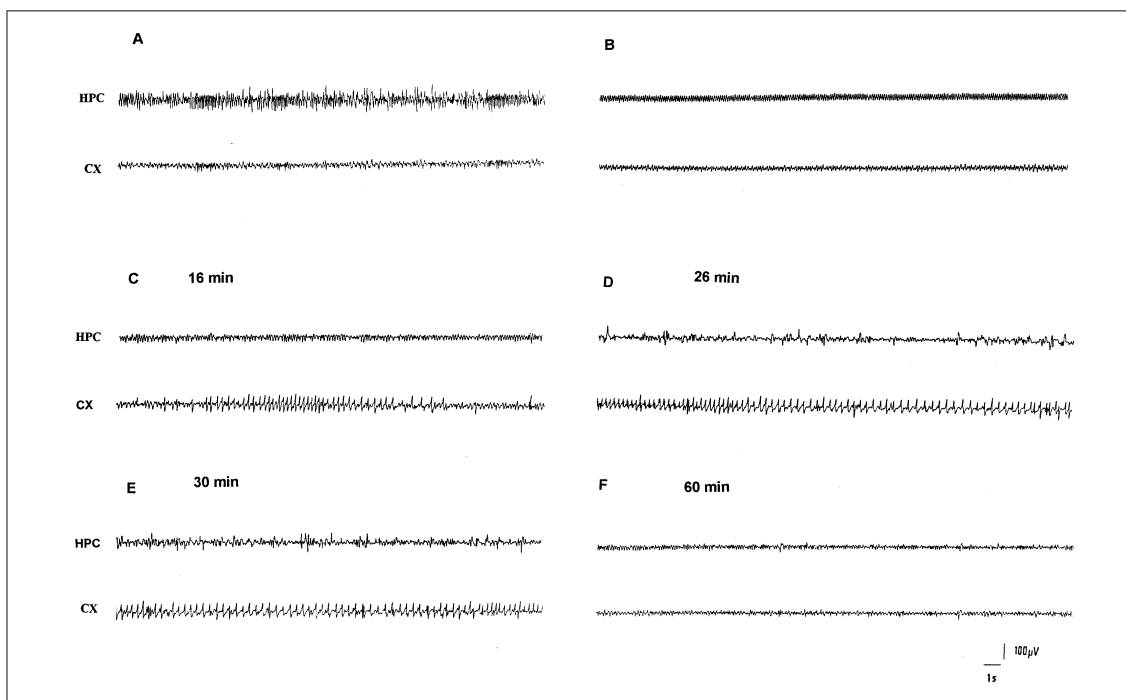 A
B
HPC
CX
C 16 min
D 26 min
HPC
CX
E 30 min
F 60 min
HPC
CX
100µV
1s